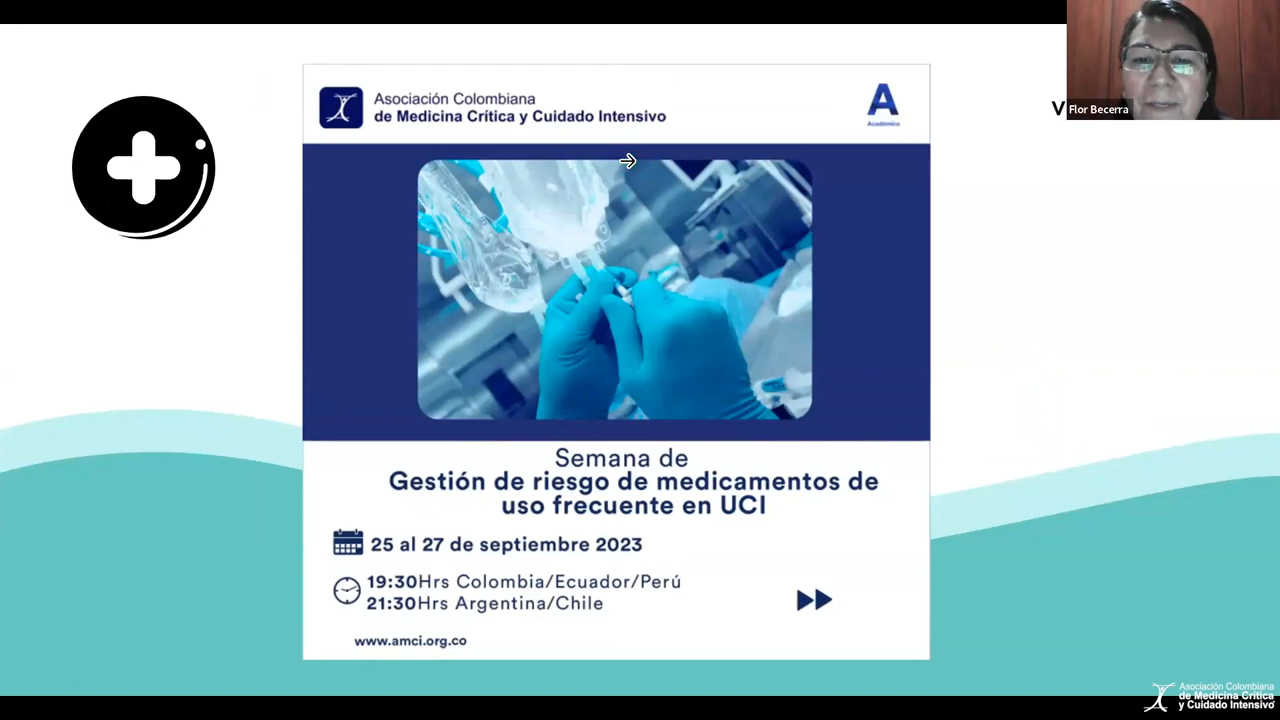 Asociación Colombiana
de Medicina Crítica y Cuidado Intensivo
A
Académico
V
Flor Becerra
Semana de
Gestión de riesgo de medicamentos de
uso frecuente en UCI
25 al 27 de septiembre 2023
19:30Hrs Colombia/Ecuador/Perú
21:30Hrs Argentina/Chile
www.amci.org.co
Asociación Colombiana
de Medicina Crítica
y Cuidado Intensivo